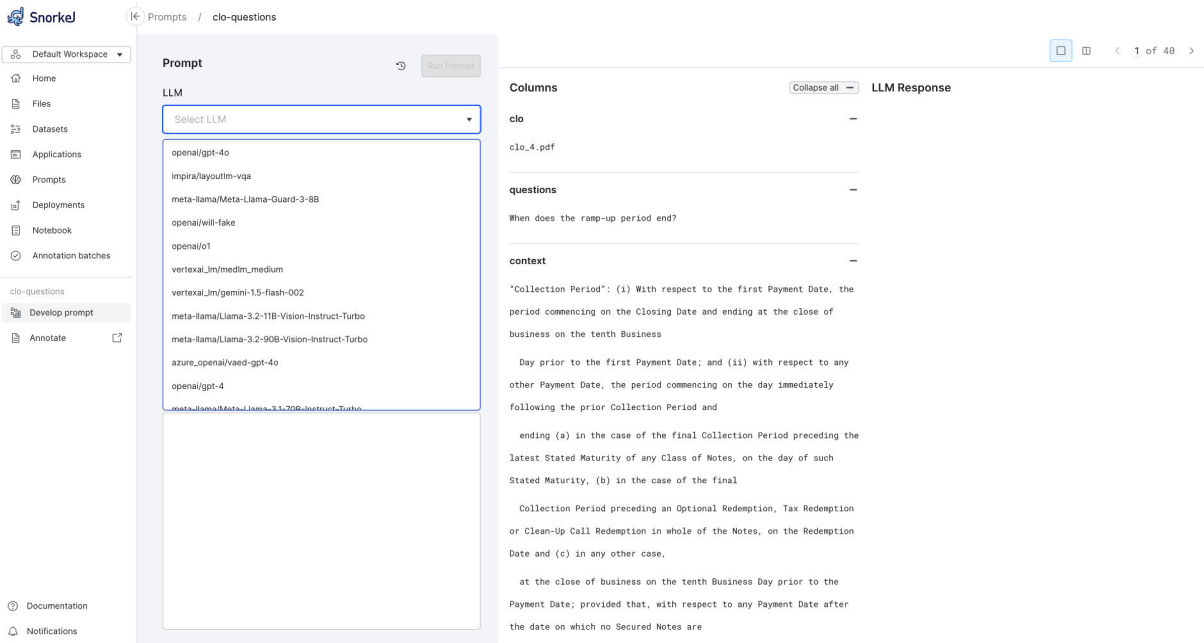 Snorkel
Prompts / clo-questions
Default Workspace
Home
Files
Datasets
Applications
Prompts
Deployments
Notebook
Annotation batches
clo-questions
Develop prompt
Annotate
Documentation
Notifications
Prompt
Run Prompt
LLM
Select LLM
openai/gpt-4o
impira/layoutlm-vqa
meta-llama/Meta-Llama-Guard-3-8B
openai/will-fake
openai/o1
vertexai_lm/medlm_medium
vertexai_lm/gemini-1.5-flash-002
meta-llama/Llama-3.2-11B-Vision-Instruct-Turbo
meta-llama/Llama-3.2-90B-Vision-Instruct-Turbo
azure_openai/vaed-gpt-4o
openai/gpt-4
meta-llama/Meta-Llama-3.1-70B-Instruct-Turbo
1 of 40
Columns
Collapse all
LLM Response
clo
clo_4.pdf
questions
When does the ramp-up period end?
context
"Collection Period": (i) With respect to the first Payment Date, the
period commencing on the Closing Date and ending at the close of
business on the tenth Business
Day prior to the first Payment Date; and (ii) with respect to any
other Payment Date, the period commencing on the day immediately
following the prior Collection Period and
ending (a) in the case of the final Collection Period preceding the
latest Stated Maturity of any Class of Notes, on the day of such
Stated Maturity, (b) in the case of the final
Collection Period preceding an Optional Redemption, Tax Redemption
or Clean-Up Call Redemption in whole of the Notes, on the Redemption
Date and (c) in any other case,
at the close of business on the tenth Business Day prior to the
Payment Date; provided that, with respect to any Payment Date after
the date on which no Secured Notes are